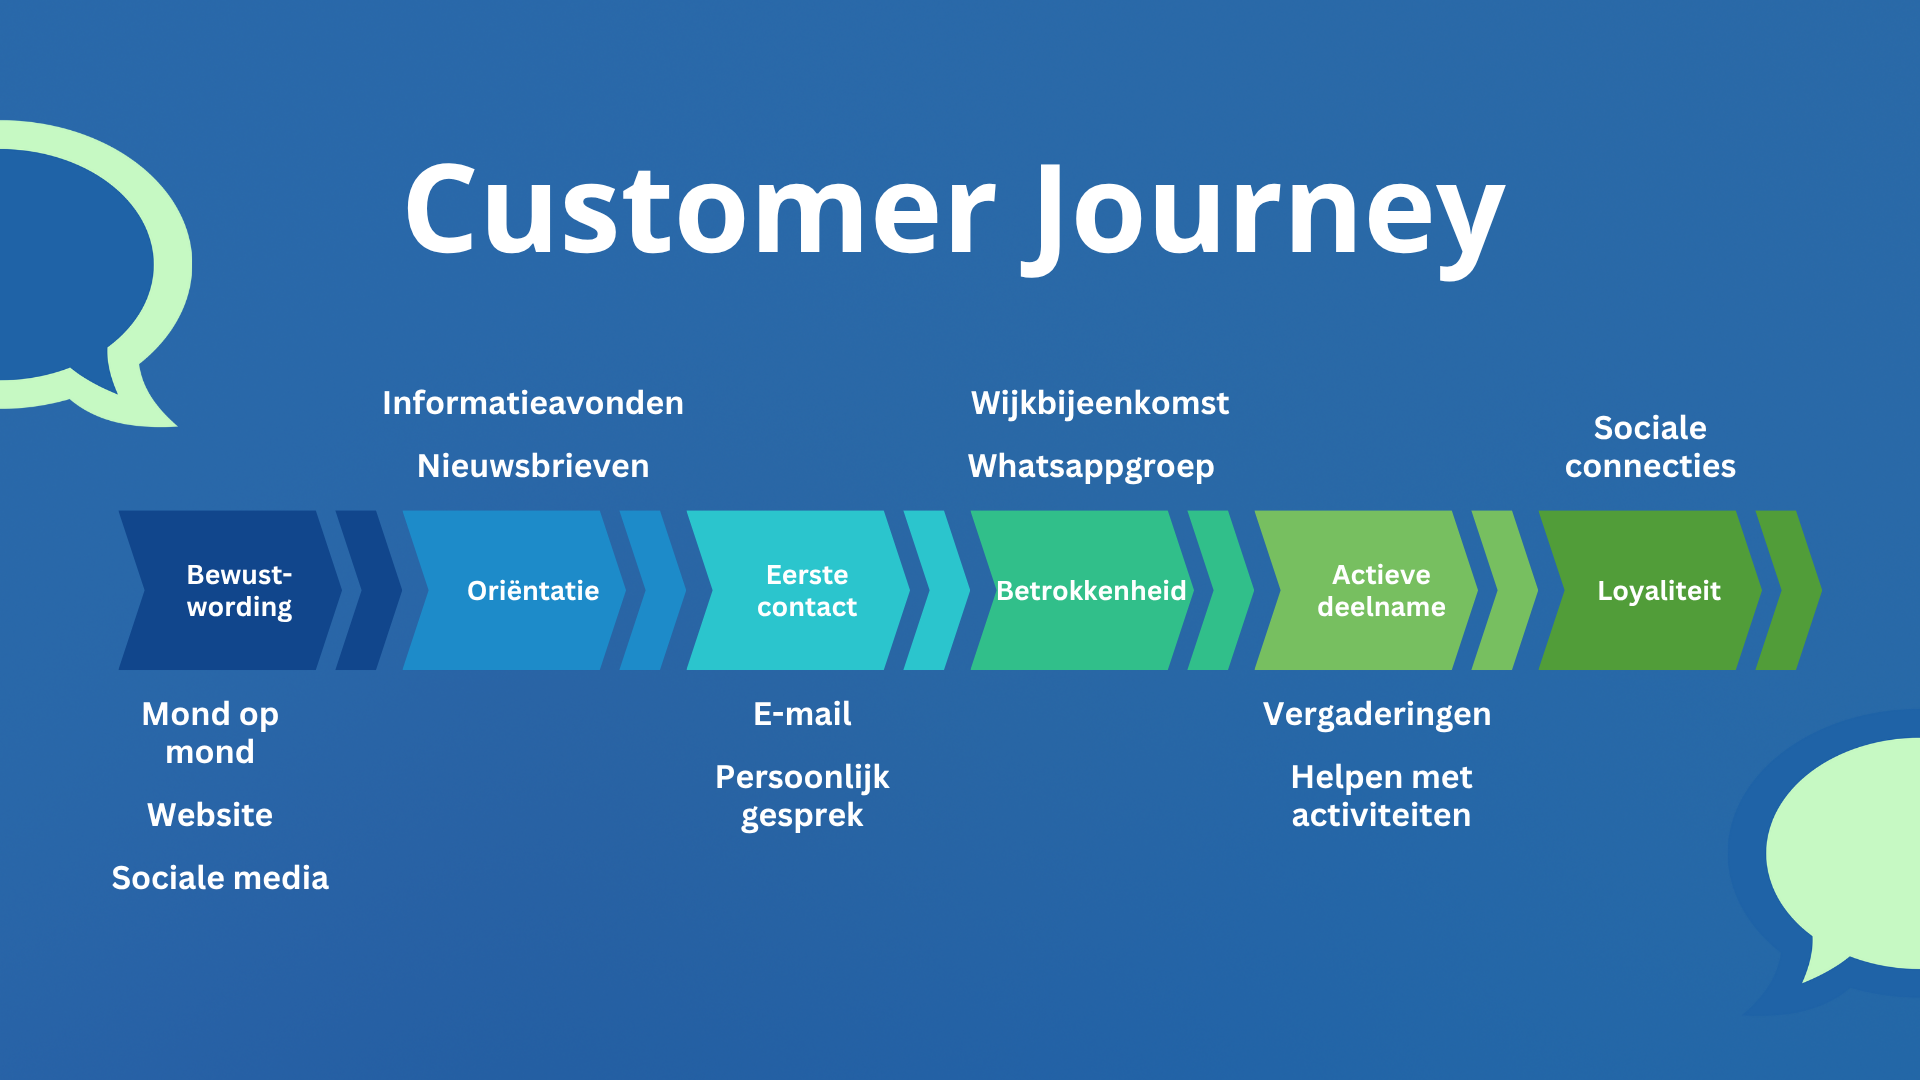 Customer Journey
Informatieavonden
Nieuwsbrieven
Wijkbijeenkomst
Whatsappgroep
Sociale
connecties
Bewust-
wording
Oriëntatie
Eerste
contact
Betrokkenheid
Actieve
deelname
Loyaliteit
Mond op
mond
Website
Sociale media
E-mail
Persoonlijk
gesprek
Vergaderingen
Helpen met
activiteiten